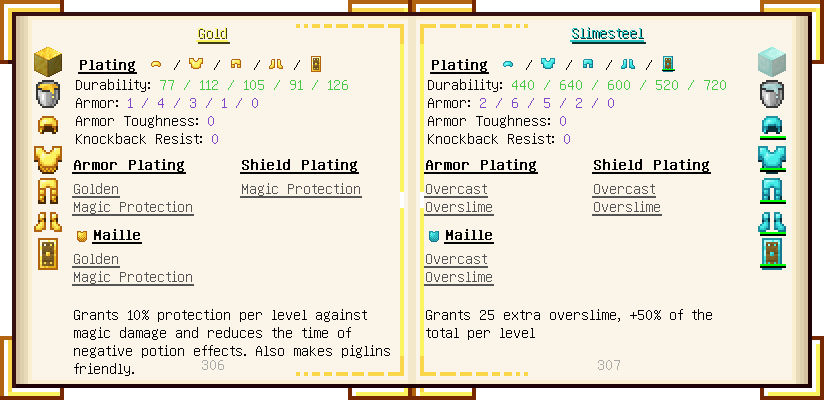 Gold
Plating / / / /
Durability: 77 / 112 / 105 / 91 / 126
Armor: 1 / 4 / 3 / 1 / 0
Armor Toughness: 0
Knockback Resist: 0
Armor Plating
Golden
Magic Protection
Shield Plating
Magic Protection
Maille
Golden
Magic Protection
Grants 10% protection per level against
magic damage and reduces the time of
negative potion effects. Also makes piglins
friendly.
306
Slimesteel
Plating / / / /
Durability: 440 / 640 / 600 / 520 / 720
Armor: 2 / 6 / 5 / 2 / 0
Armor Toughness: 0
Knockback Resist: 0
Armor Plating
Overcast
Overslime
Shield Plating
Overcast
Overslime
Maille
Overcast
Overslime
Grants 25 extra overslime, +50% of the
total per level
307